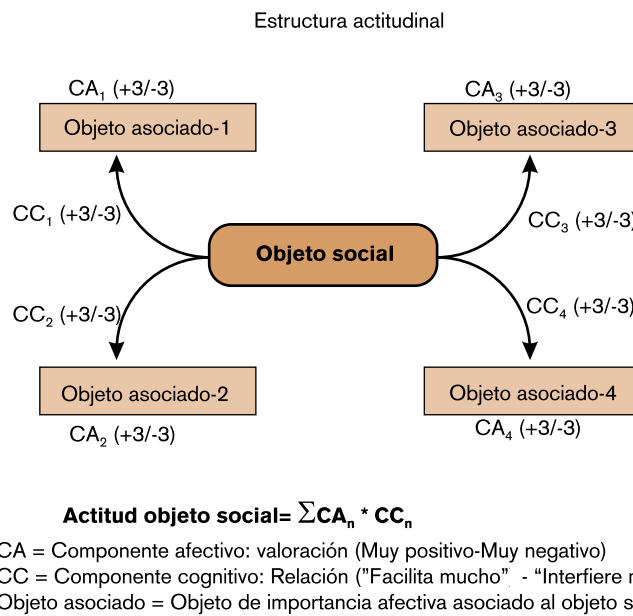 Estructura actitudinal
CA1 (+3/-3)
CA3 (+3/-3)
Objeto asociado-1
Objeto asociado-3
CC1 (+3/-3)
CC3 (+3/-3)
Objeto social
CC2 (+3/-3)
CC4 (+3/-3)
Objeto asociado-2
Objeto asociado-4
CA2 (+3/-3)
CA4 (+3/-3)
Actitud objeto social= ∑CAn * CCn
CA = Componente afectivo: valoración (Muy positivo-Muy negativo)
CC = Componente cognitivo: Relación ("Facilita mucho" - “Interfiere
Objeto asociado = Objeto de importancia afectiva asociado al objeto